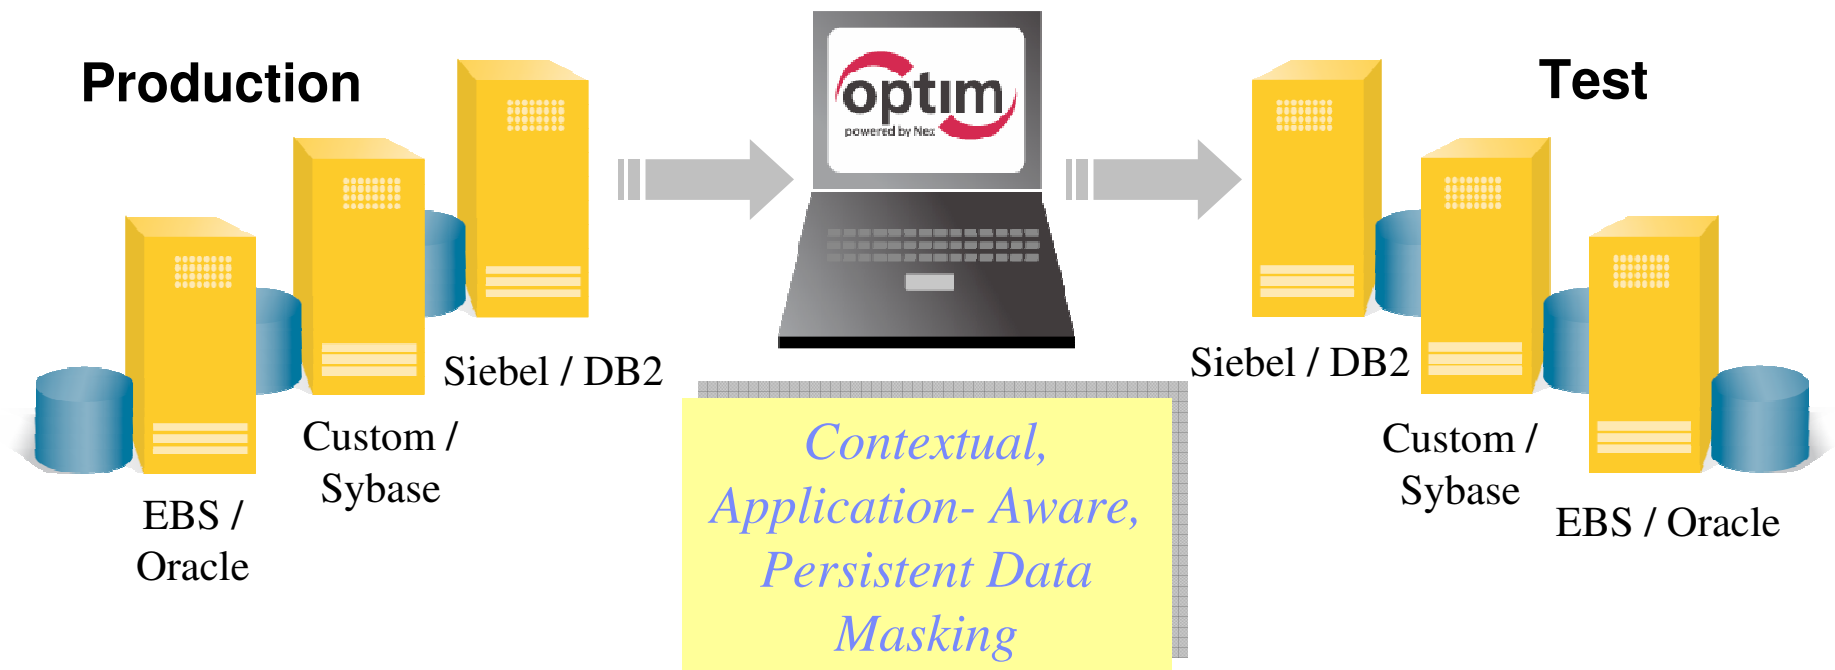 Production
Test
optim
powered by Nex
Siebel / DB2
Custom /
Sybase
EBS /
Oracle
Siebel / DB2
Custom /
Sybase
EBS / Oracle
Contextual,
Application- Aware,
Persistent Data
Masking